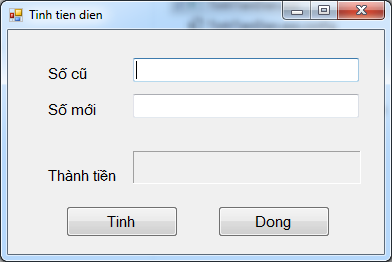 Tinh tien dien
Số cũ
Số mới
Thành tiền
Tinh Dong